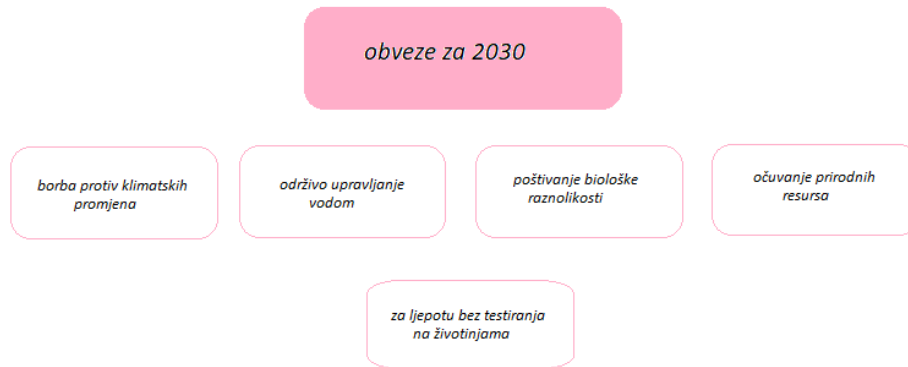 obveze za 2030
borba protiv klimatskih
promjena
održivo upravljanje
vodom
poštivanje biološke
raznolikosti
očuvanje prirodnih
resursa
za ljepotu bez testiranja
na životinjama